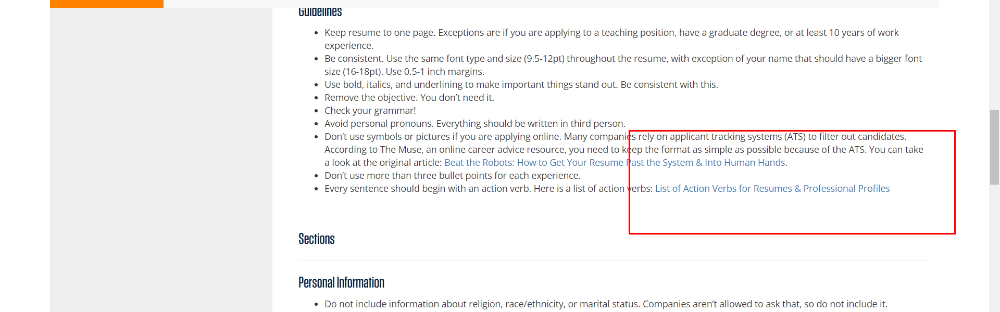 Guidelines
Keep resume to one page. Exceptions are if you are applying to a teaching position, have a graduate degree, or at least 10 years of work
experience.
Be consistent. Use the same font type and size (9.5-12pt) throughout the resume, with exception of your name that should have a bigger font
size (16-18pt). Use 0.5-1 inch margins.
Use bold, italics, and underlining to make important things stand out. Be consistent with this.
Remove the objective. You don’t need it.
Check your grammar!
Avoid personal pronouns. Everything should be written in third person.
Don’t use symbols or pictures if you are applying online. Many companies rely on applicant tracking systems (ATS) to filter out candidates.
According to The Muse, an online career advice resource, you need to keep the format as simple as possible because of the ATS. You can take
a look at the original article: Beat the Robots: How to Get Your Resume Past the System & Into Human Hands.
Don’t use more than three bullet points for each experience.
Every sentence should begin with an action verb. Here is a list of action verbs: List of Action Verbs for Resumes & Professional Profiles
Sections
Personal Information
Do not include information about religion, race/ethnicity, or marital status. Companies aren’t allowed to ask that, so do not include it.